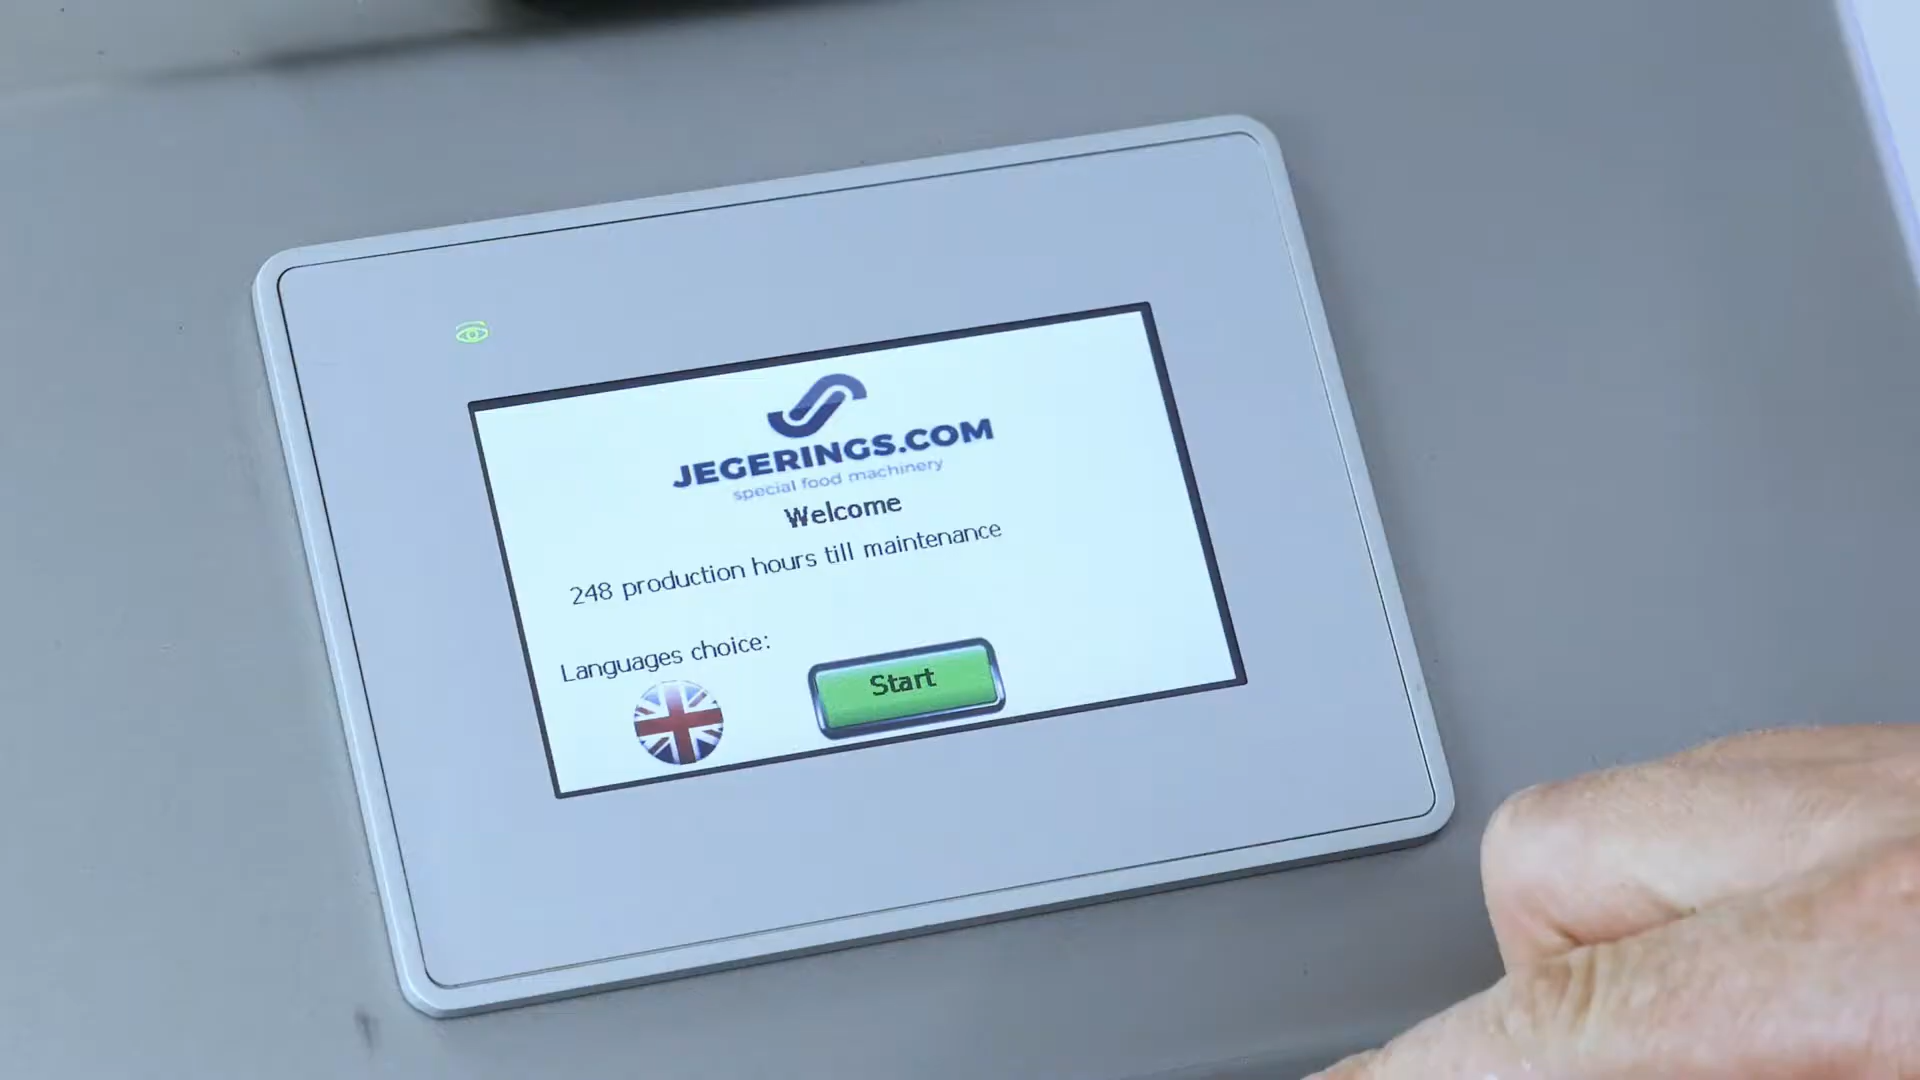 JEGERINGS.COM
special food machinery
Welcome
248 production hours till maintenance
Languages choice:
Start